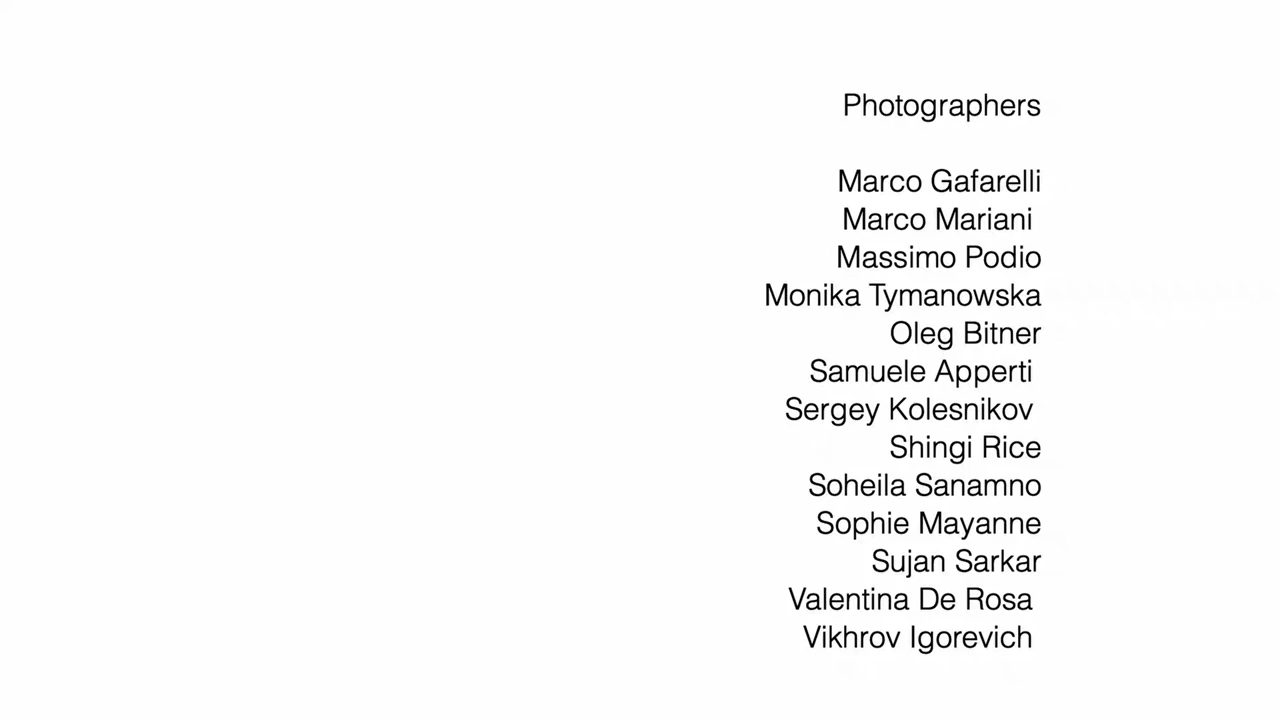 Photographers
Marco Gafarelli
Marco Mariani
Massimo Podio
Monika Tymanowska
Oleg Bitner
Samuele Apperti
Sergey Kolesnikov
Shingi Rice
Soheila Sanamno
Sophie Mayanne
Sujan Sarkar
Valentina De Rosa
Vikhrov Igorevich